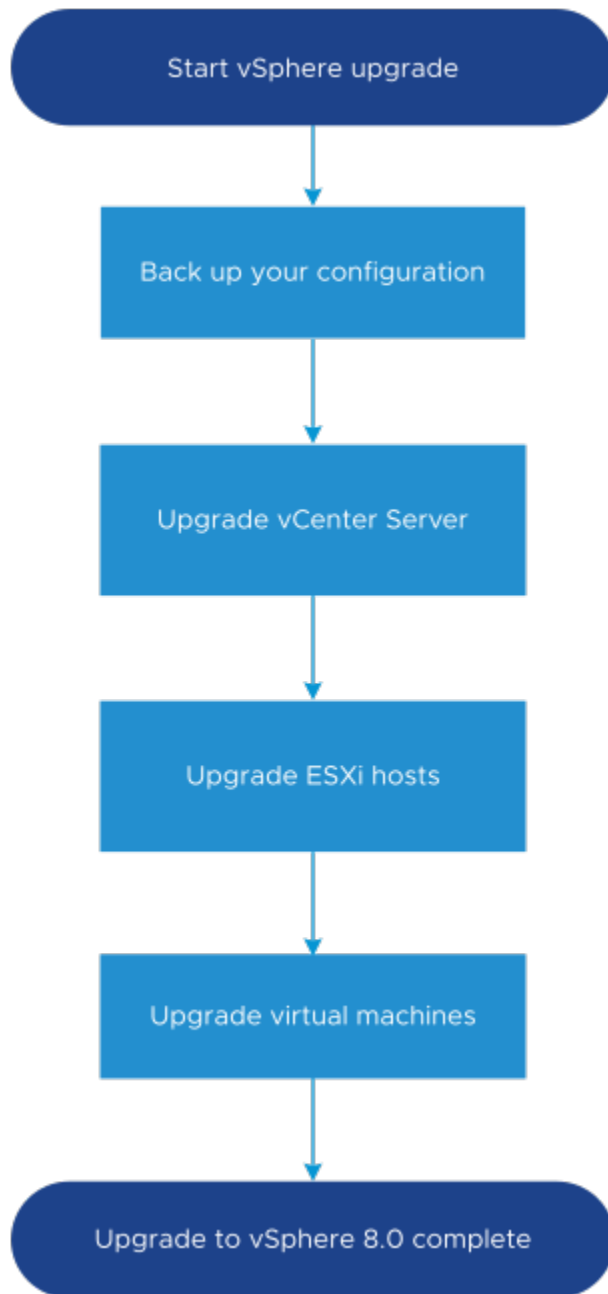 Start vSphere upgrade
Back up your configuration
Upgrade vCenter Server
Upgrade ESXi hosts
Upgrade virtual machines
Upgrade to vSphere 8.0 complete